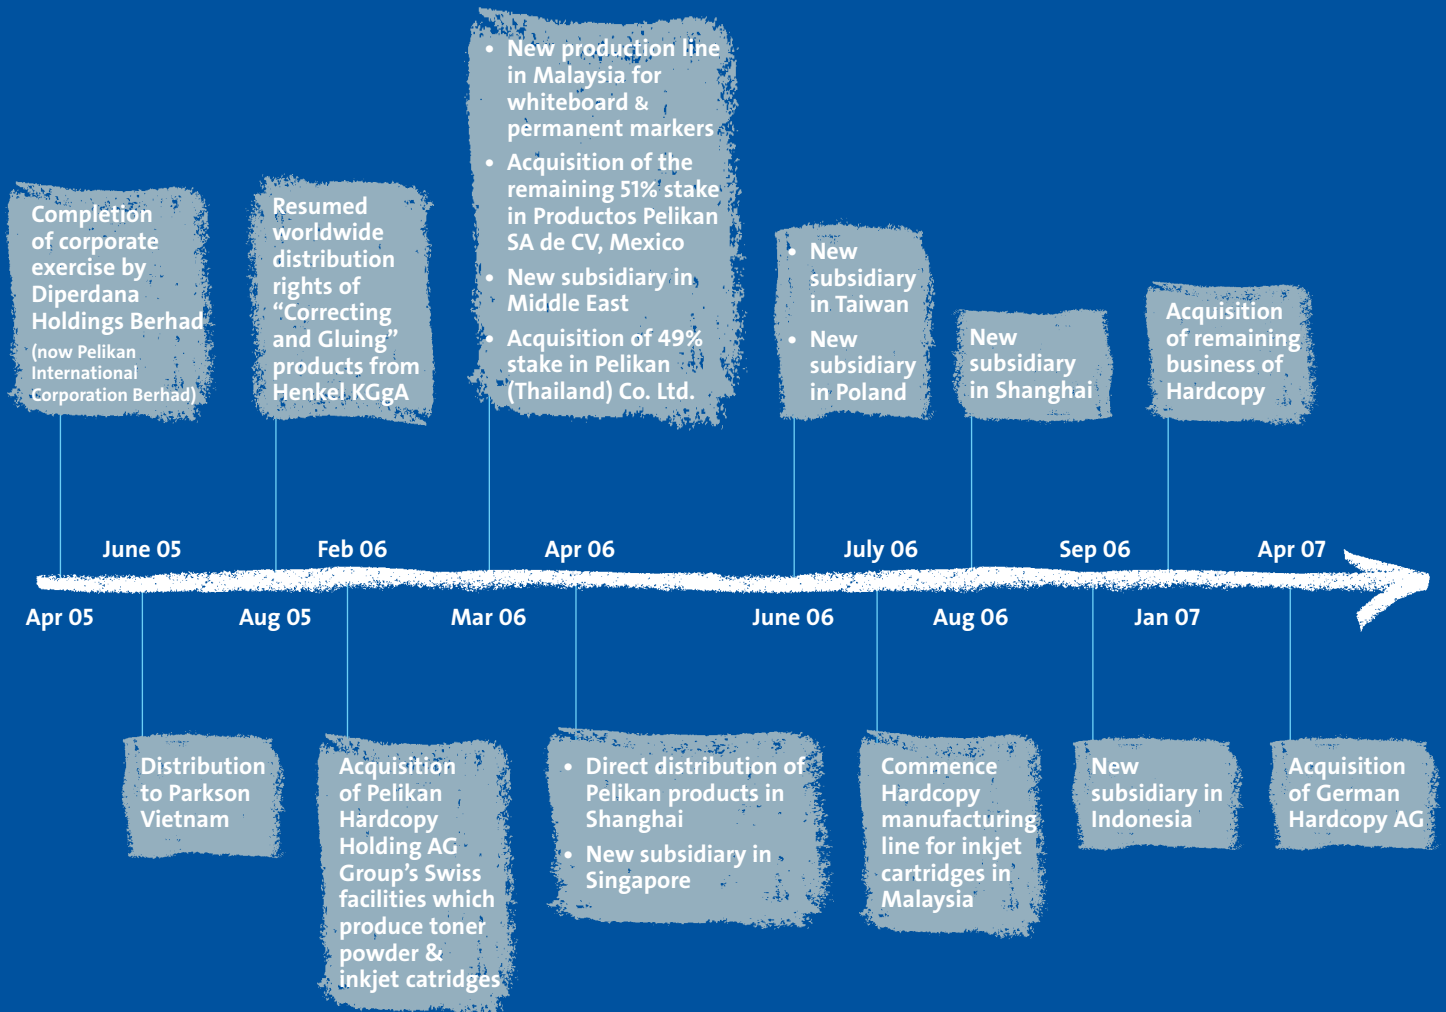 • New production line
in Malaysia for
whiteboard &
permanent markers
• Acquisition of the
remaining 51% stake
in Productos Pelikan
SA de CV, Mexico
• New subsidiary in
Middle East
• Acquisition of 49%
stake in Pelikan
(Thailand) Co. Ltd.
Completion
of corporate
exercise by
Diperdana
Holdings Berhad
(now Pelikan
International
Corporation Berhad)
Resumed
worldwide
distribution
rights of
“Correcting
and Gluing”
products from
Henkel KGgA
• New
subsidiary
in Taiwan
• New
subsidiary
in Poland
New
subsidiary
in Shanghai
Acquisition
of remaining
business of
Hardcopy
June 05
Feb 06
Apr 06
July 06
Sep 06
Apr 07
Apr 05
Aug 05
Mar 06
June 06
Aug 06
Jan 07
Distribution
to Parkson
Vietnam
Acquisition
of Pelikan
Hardcopy
Holding AG
Group’s Swiss
facilities which
produce toner
powder &
inkjet catridges
• Direct distribution of
Pelikan products in
Shanghai
• New subsidiary in
Singapore
Commence
Hardcopy
manufacturing
line for inkjet
cartridges in
Malaysia
New
subsidiary in
Indonesia
Acquisition
of German
Hardcopy AG